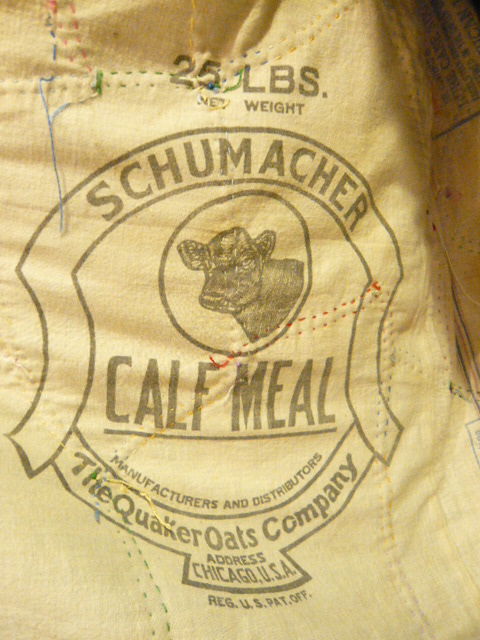 25 LBS.
NET WEIGHT
SCHUMACHER
CALF MEAL
MANUFACTURERS AND DISTRIBUTORS
The Quaker Oats Company
ADDRESS
CHICAGO, U.S.A.
REG. U.S. PAT. OFF.